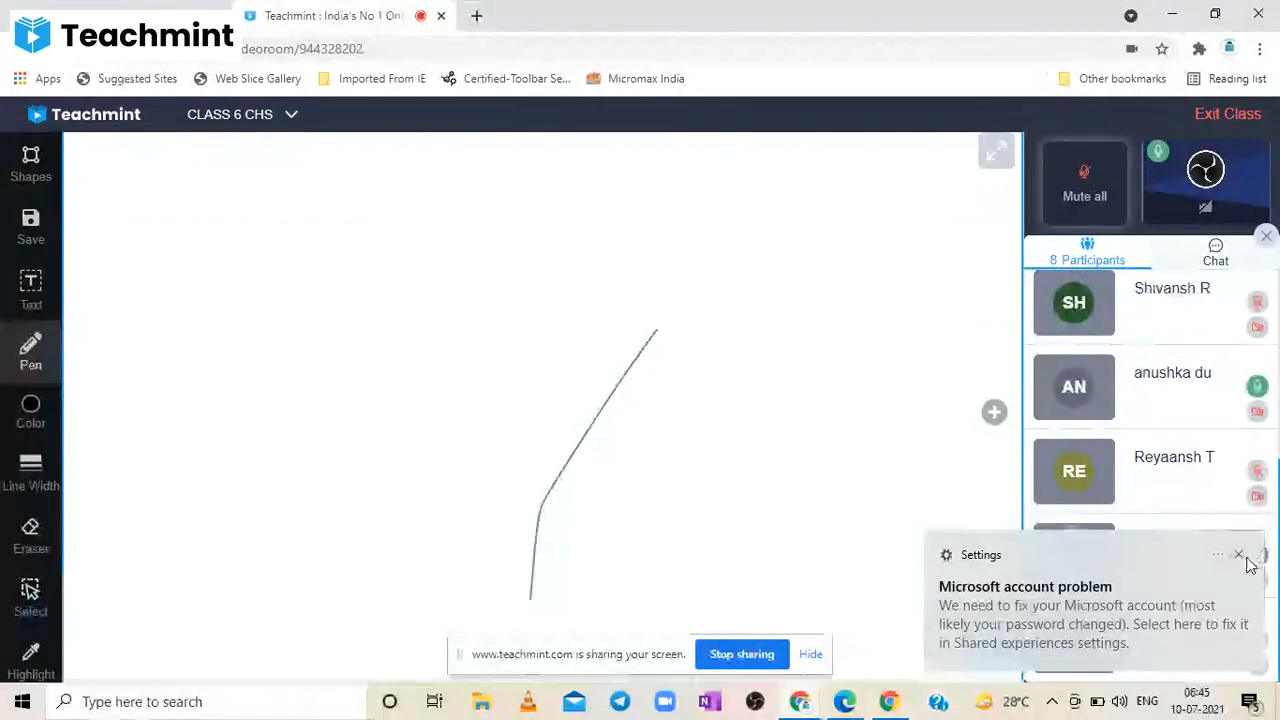 Teachmint
Teachmint : India's No 1 Onl
deoroom/944328202
Apps
Suggested Sites
Web Slice Gallery
Imported From IE
Certified-Toolbar Se...
Micromax India
Other bookmarks
Reading list
Teachmint
CLASS 6 CHS
Exit Class
Shapes
Save
Text
Pen
Color
Line Width
Eraser
Select
Highlight
Mute all
8 Participants
Chat
SH
Shivansh R
AN
anushka du
RE
Reyaansh T
Settings
Microsoft account problem
We need to fix your Microsoft account (most
likely your password changed). Select here to fix it
in Shared experiences settings.
www.teachmint.com is sharing your screen.
Stop sharing
Hide
Type here to search
28°C
ENG
06:45
10-07-2021
5